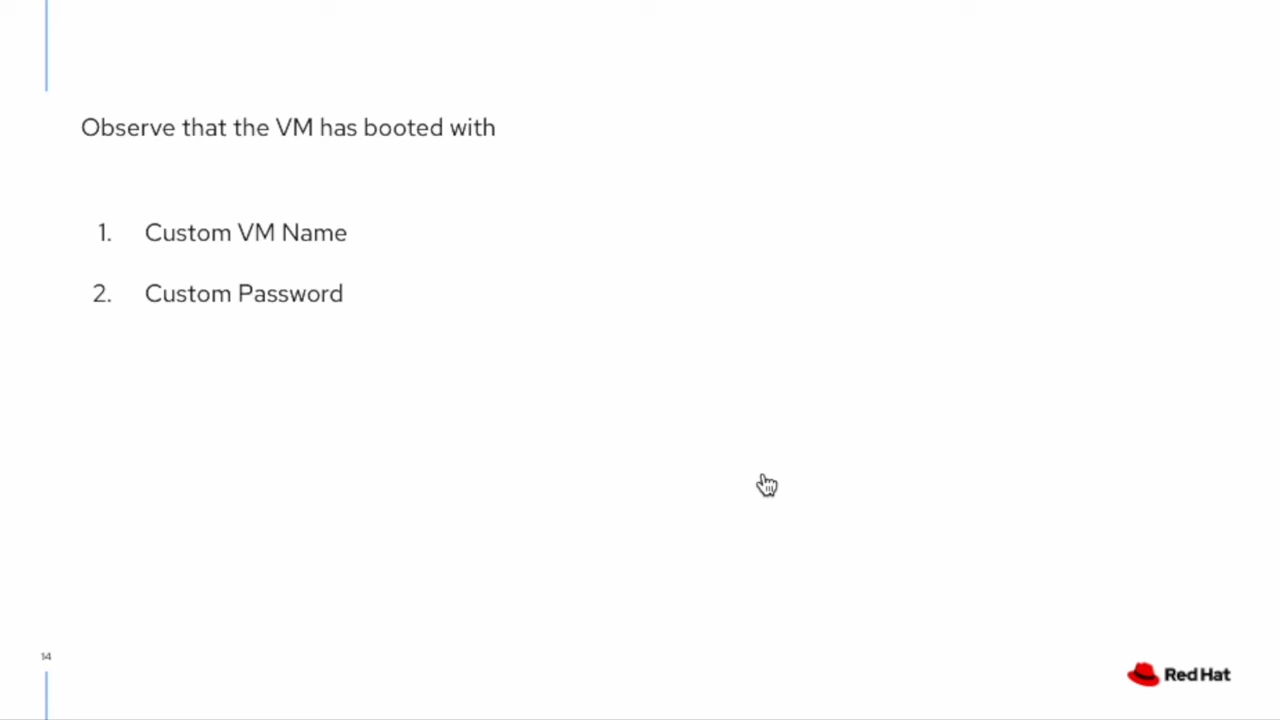 Observe that the VM has booted with
1. Custom VM Name
2. Custom Password
14
Red Hat